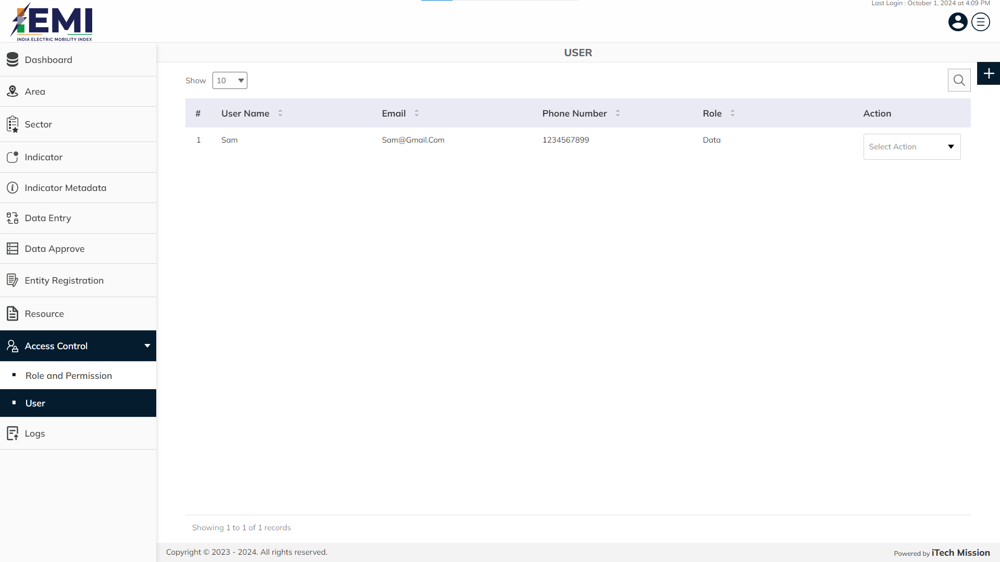 Last Login : October 1, 2024 at 4:09 PM
EMI
INDIA ELECTRIC MOBILITY INDEX
Dashboard
Area
Sector
Indicator
Indicator Metadata
Data Entry
Data Approve
Entity Registration
Resource
Access Control
Role and Permission
User
Logs
USER
Show 10
# User Name Email Phone Number Role Action
1 Sam Sam@Gmail.Com 1234567899 Data Select Action
Showing 1 to 1 of 1 records
Copyright © 2023 - 2024. All rights reserved.
Powered by iTech Mission